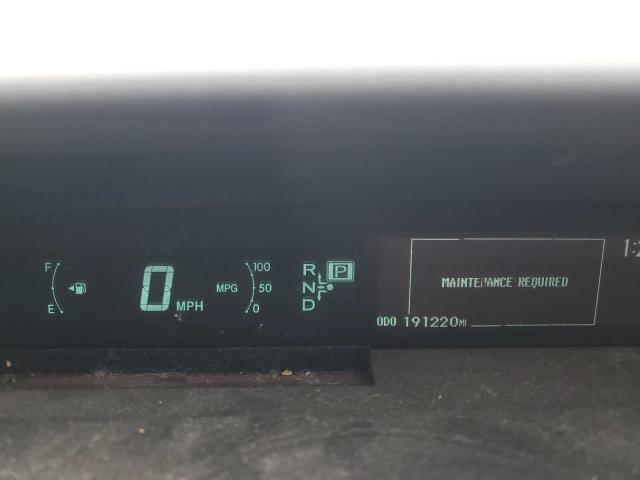 F
E
0 MPH
MPG
100
50
0
R P
N
D
MAINTENANCE REQUIRED
ODO 191220MI